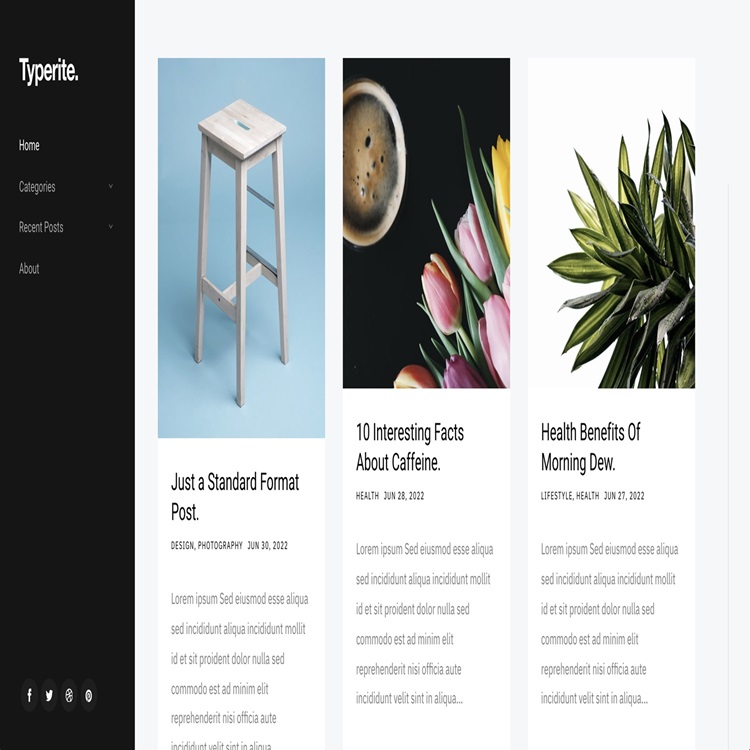 Typerite.
Home
Categories
Recent Posts
About
Just a Standard Format
Post.
DESIGN, PHOTOGRAPHY JUN 30, 2022
Lorem ipsum Sed eiusmod esse aliqua
sed incididunt aliqua incididunt mollit
id et sit proident dolor nulla sed
commodo est ad minim elit
reprehenderit nisi officia aute
incididunt velit sint in aliqua...
10 Interesting Facts
About Caffeine.
HEALTH JUN 28, 2022
Lorem ipsum Sed eiusmod esse aliqua
sed incididunt aliqua incididunt mollit
id et sit proident dolor nulla sed
commodo est ad minim elit
reprehenderit nisi officia aute
incididunt velit sint in aliqua...
Health Benefits Of
Morning Dew.
LIFESTYLE, HEALTH JUN 27, 2022
Lorem ipsum Sed eiusmod esse aliqua
sed incididunt aliqua incididunt mollit
id et sit proident dolor nulla sed
commodo est ad minim elit
reprehenderit nisi officia aute
incididunt velit sint in aliqua...